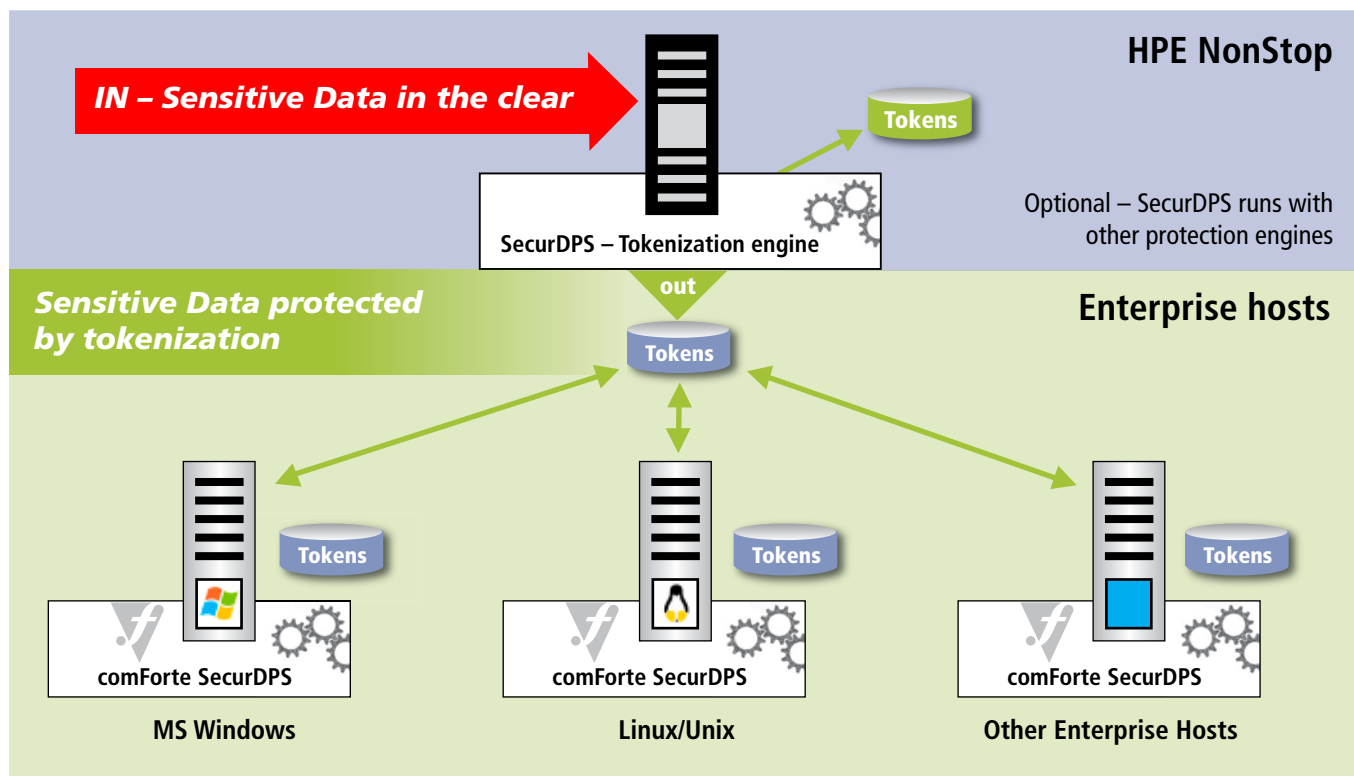 HPE NonStop
IN – Sensitive Data in the clear
Tokens
Optional – SecurDPS runs with
other protection engines
SecurDPS – Tokenization engine
out
Sensitive Data protected
by tokenization
Enterprise hosts
Tokens
Tokens
Tokens
Tokens
comForte SecurDPS
comForte SecurDPS
comForte SecurDPS
MS Windows
Linux/Unix
Other Enterprise Hosts